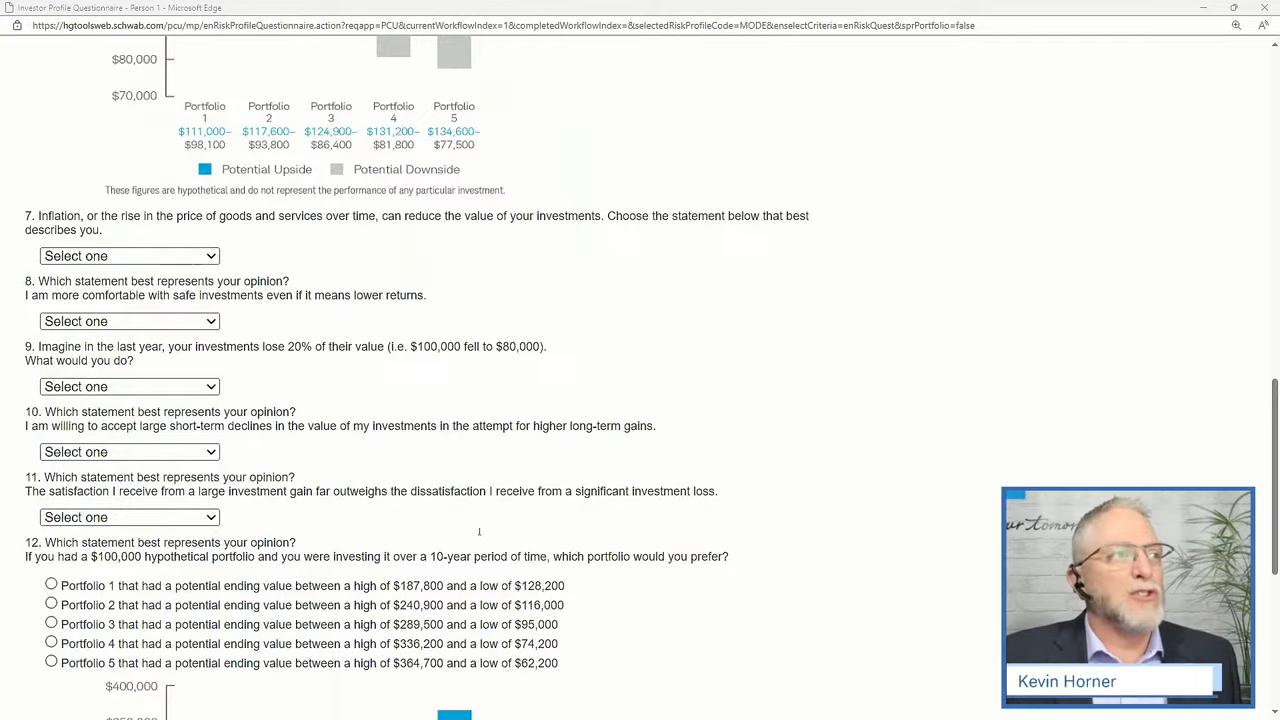 Investor Profile Questionnaire - Person 1 - Microsoft Edge
https://hgtoolsweb.schwab.com/pcu/mp/enRiskProfileQuestionnaire.action?reqapp=PCU&currentWorkflowIndex=1&completedWorkflowIndex=&selectedRiskProfileCode=MODE&enselectCriteria=enRiskQuest&sprPortfolio=false
$80,000
$70,000
Portfolio Portfolio Portfolio Portfolio Portfolio
1 2 3 4 5
$111,000– $117,600– $124,900– $131,200– $134,600–
$98,100 $93,800 $86,400 $81,800 $77,500
Potential Upside Potential Downside
These figures are hypothetical and do not represent the performance of any particular investment.
7. Inflation, or the rise in the price of goods and services over time, can reduce the value of your investments. Choose the statement below that best
describes you.
Select one
8. Which statement best represents your opinion?
I am more comfortable with safe investments even if it means lower returns.
Select one
9. Imagine in the last year, your investments lose 20% of their value (i.e. $100,000 fell to $80,000).
What would you do?
Select one
10. Which statement best represents your opinion?
I am willing to accept large short-term declines in the value of my investments in the attempt for higher long-term gains.
Select one
11. Which statement best represents your opinion?
The satisfaction I receive from a large investment gain far outweighs the dissatisfaction I receive from a significant investment loss.
Select one
12. Which statement best represents your opinion?
If you had a $100,000 hypothetical portfolio and you were investing it over a 10-year period of time, which portfolio would you prefer?
Portfolio 1 that had a potential ending value between a high of $187,800 and a low of $128,200
Portfolio 2 that had a potential ending value between a high of $240,900 and a low of $116,000
Portfolio 3 that had a potential ending value between a high of $289,500 and a low of $95,000
Portfolio 4 that had a potential ending value between a high of $336,200 and a low of $74,200
Portfolio 5 that had a potential ending value between a high of $364,700 and a low of $62,200
$400,000
Kevin Horner